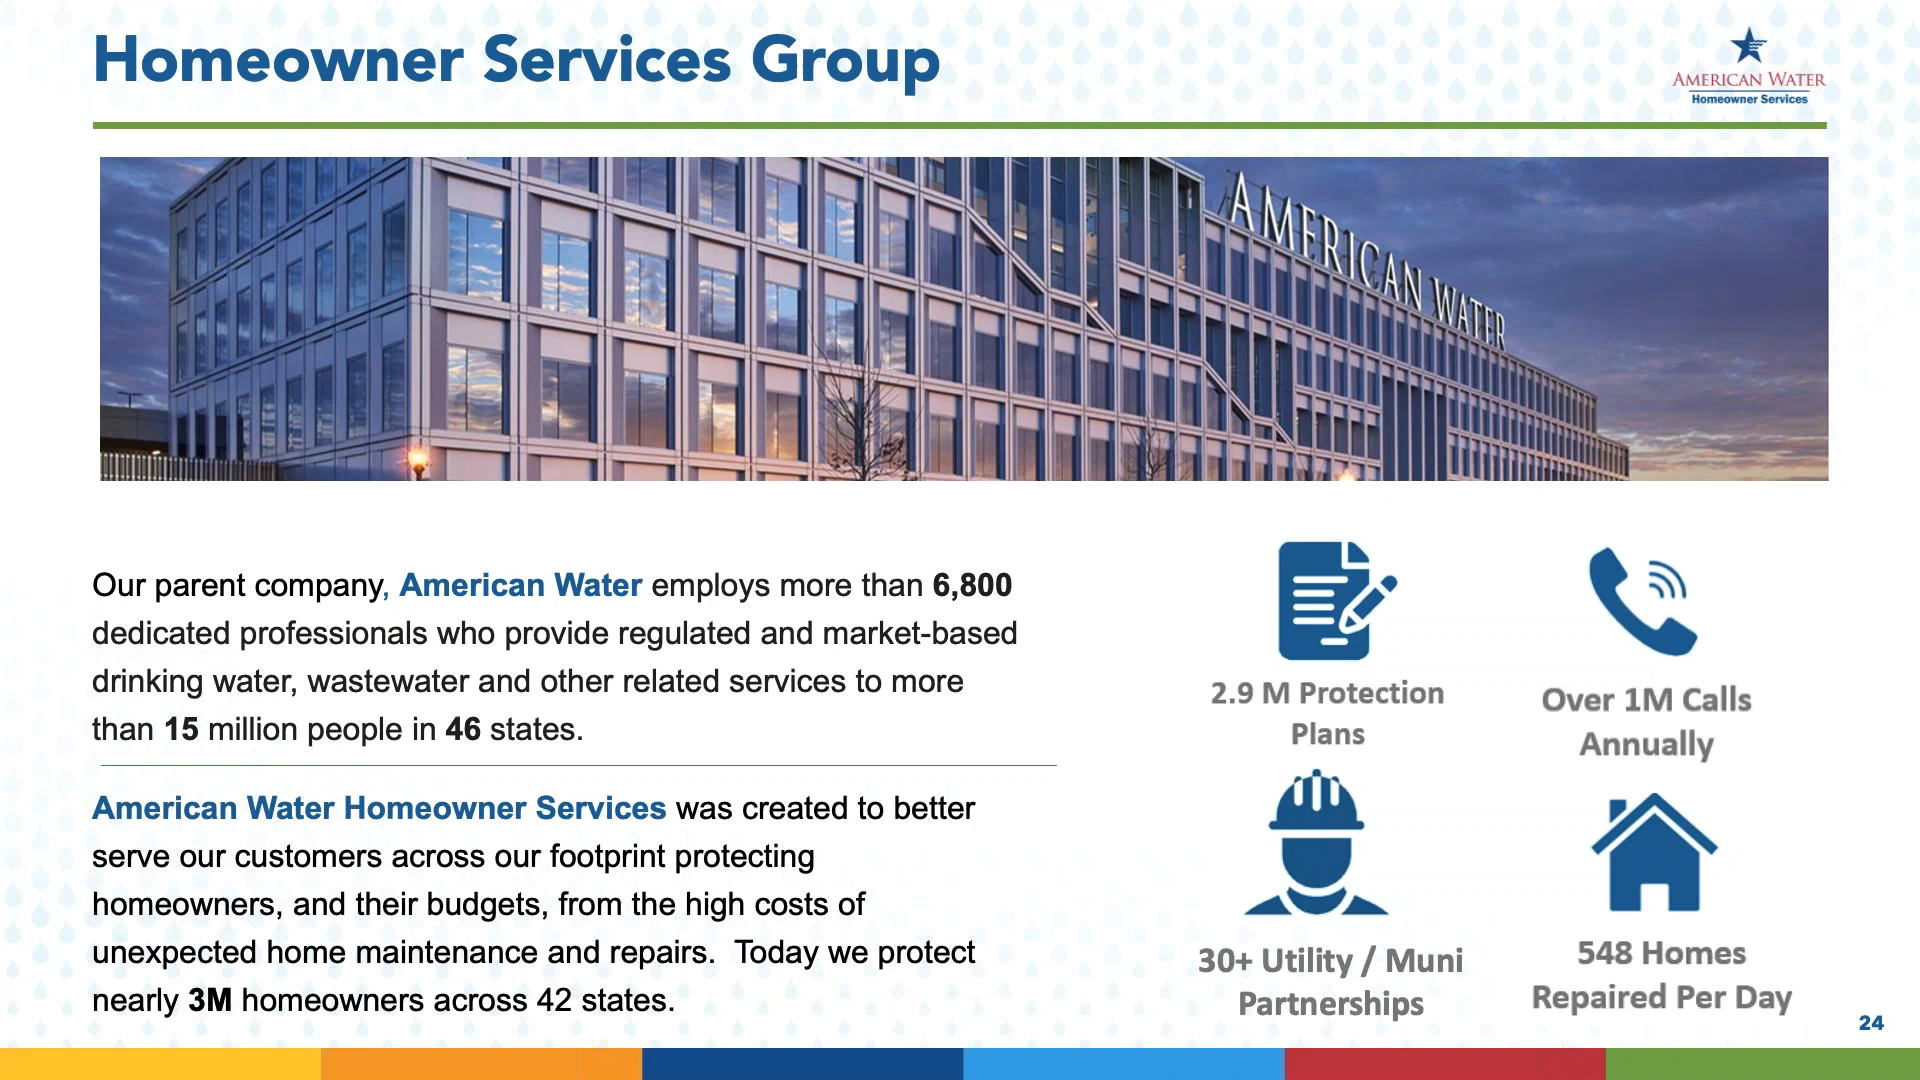 Homeowner Services Group
AMERICAN WATER
Homeowner Services
AMERICAN WATER
Our parent company, American Water employs more than 6,800
dedicated professionals who provide regulated and market-based
drinking water, wastewater and other related services to more
than 15 million people in 46 states.
American Water Homeowner Services was created to better
serve our customers across our footprint protecting
homeowners, and their budgets, from the high costs of
unexpected home maintenance and repairs.  Today we protect
nearly 3M homeowners across 42 states.
2.9 M Protection
Plans
Over 1M Calls
Annually
30+ Utility / Muni
Partnerships
548 Homes
Repaired Per Day
24